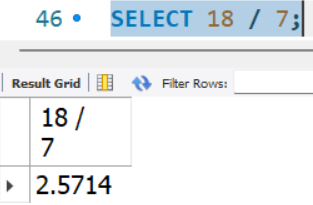 46 SELECT 18 / 7;
Result Grid Filter Rows:
18 /
7
2.5714